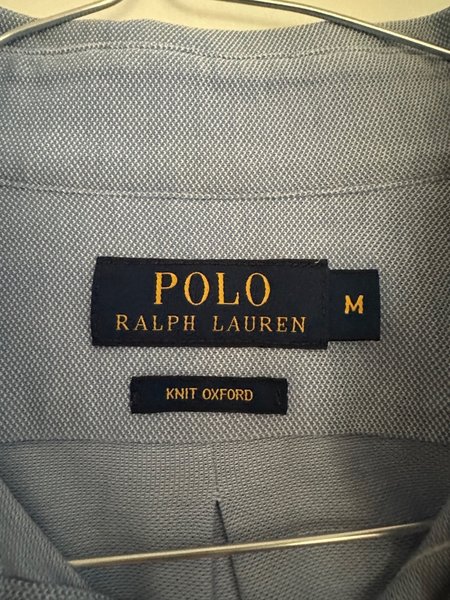 POLO
RALPH LAUREN
M
KNIT OXFORD